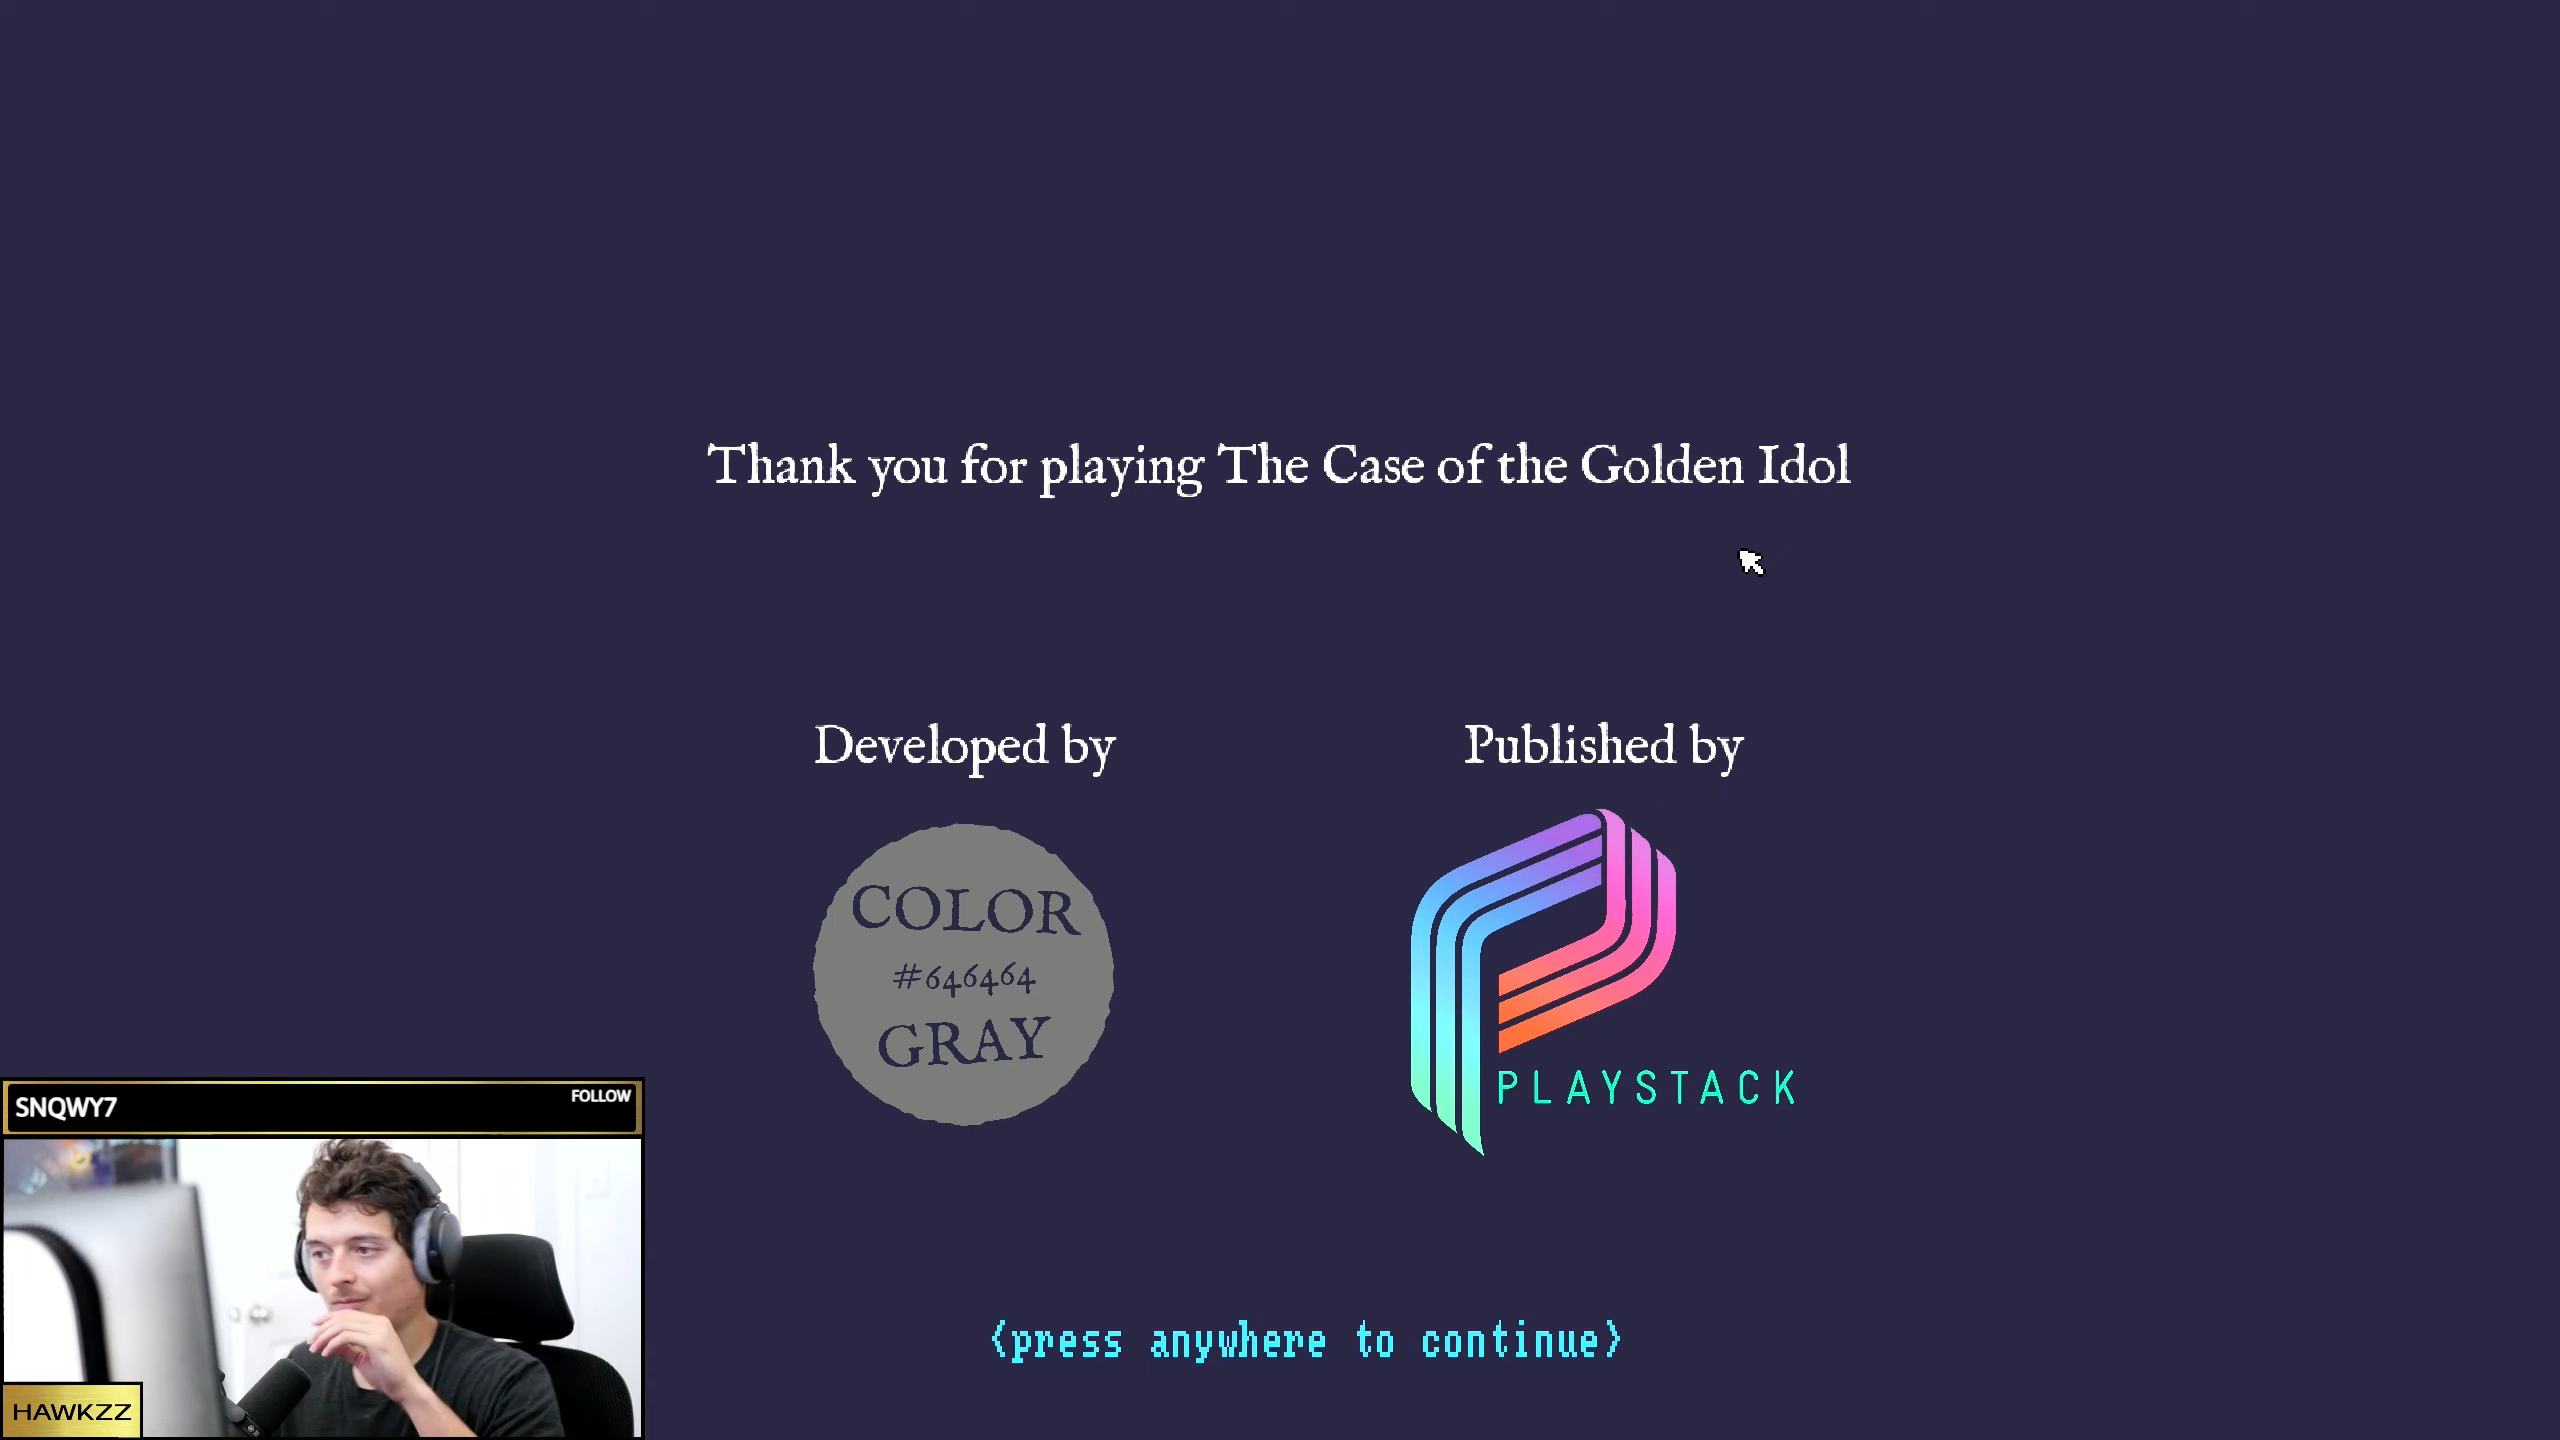 Thank you for playing The Case of the Golden Idol
Developed by
Published by
COLOR
#646464
GRAY
PLAYSTACK
SNQWY7
FOLLOW
HAWKZZ
{press anywhere to continue}